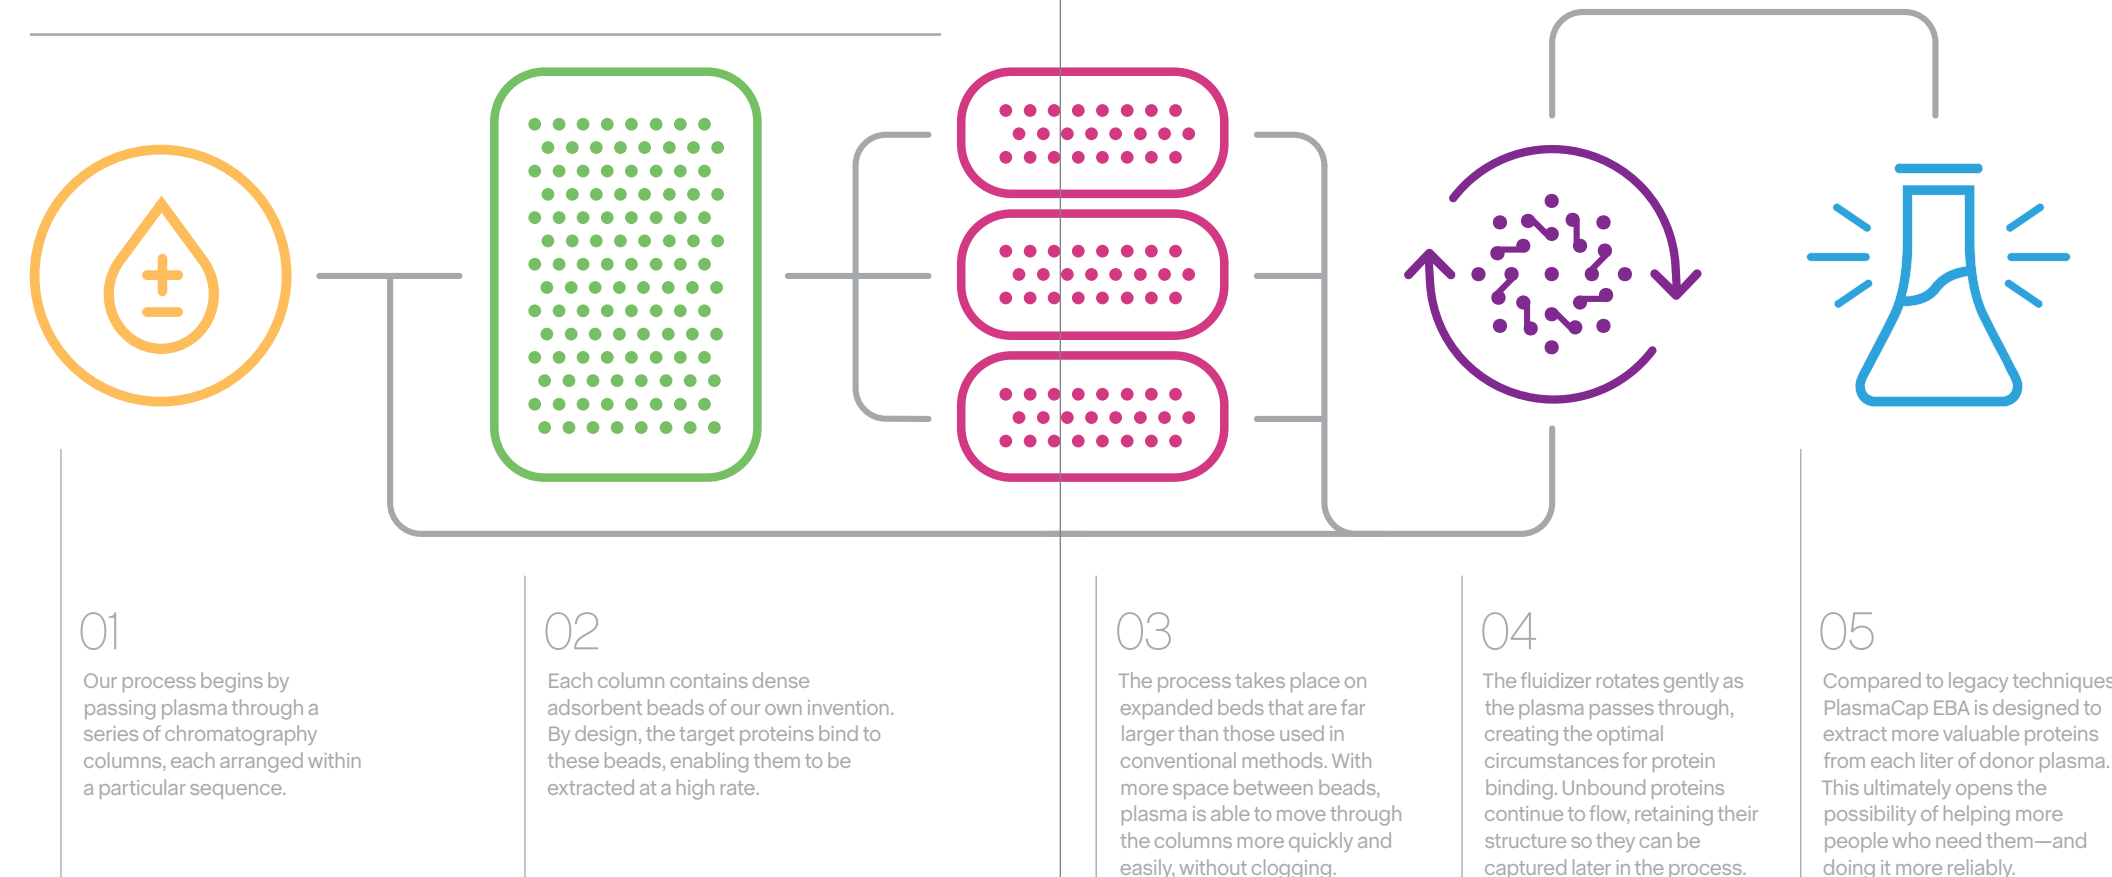 01
Our process begins by
passing plasma through a
series of chromatography
columns, each arranged within
a particular sequence.
02
Each column contains dense
adsorbent beads of our own invention.
By design, the target proteins bind to
these beads, enabling them to be
extracted at a high rate.
03
The process takes place on
expanded beds that are far
larger than those used in
conventional methods. With
more space between beads,
plasma is able to move through
the columns more quickly and
easily, without clogging.
04
The fluidizer rotates gently as
the plasma passes through,
creating the optimal
circumstances for protein
binding. Unbound proteins
continue to flow, retaining their
structure so they can be
captured later in the process.
05
Compared to legacy techniques
PlasmaCap EBA is designed to
extract more valuable proteins
from each liter of donor plasma.
This ultimately opens the
possibility of helping more
people who need them—and
doing it more reliably.